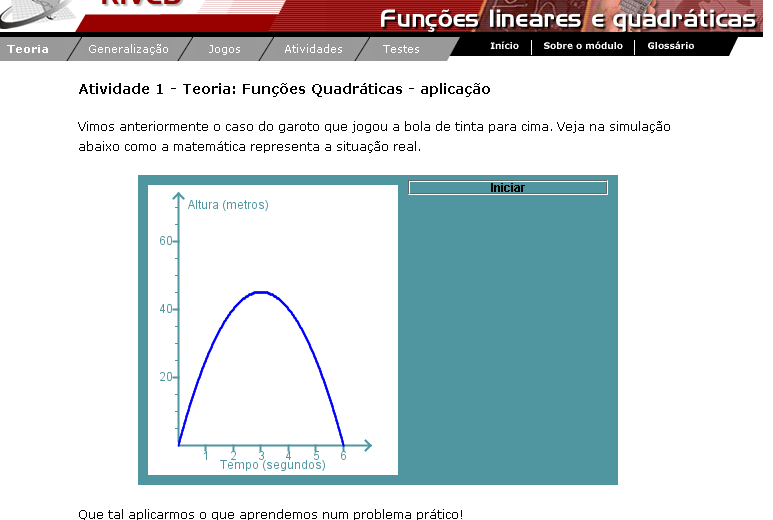 RIVED
Funções lineares e quadráticas
Teoria Generalização Jogos Atividades Testes Início Sobre o módulo Glossário
Atividade 1 - Teoria: Funções Quadráticas - aplicação
Vimos anteriormente o caso do garoto que jogou a bola de tinta para cima. Veja na simulação
abaixo como a matemática representa a situação real.
Iniciar
Altura (metros)
60
40
20
1 2 3 4 5 6
Tempo (segundos)
Que tal aplicarmos o que aprendemos num problema prático!